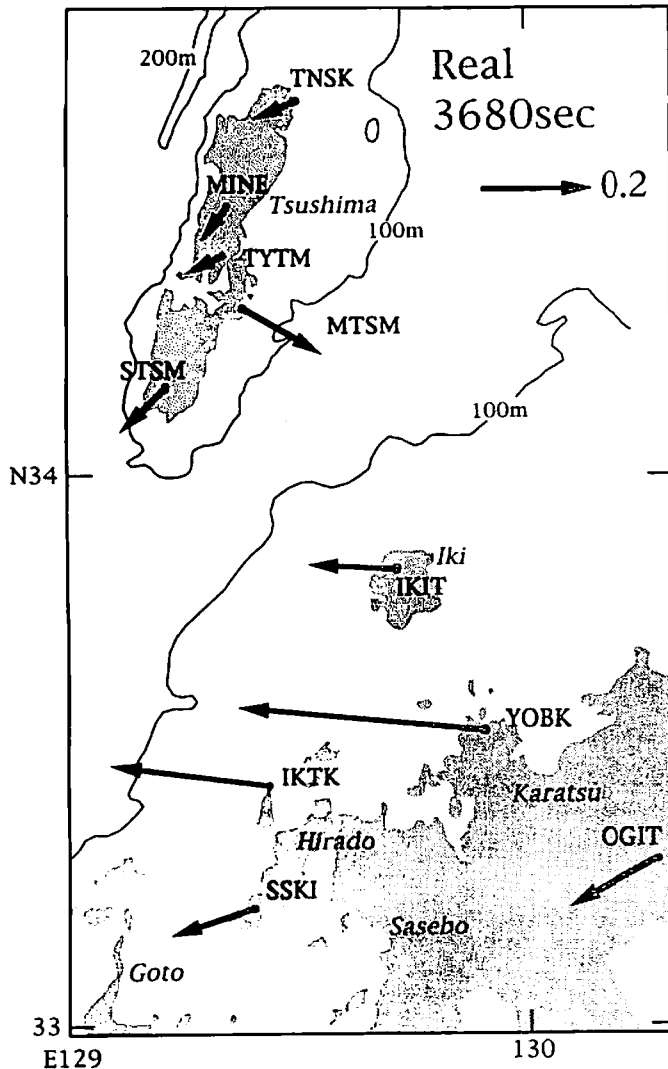 200m
TNSK
Real
3680sec
MINE
Tsushima
0.2
TYTM
100m
MTSM
STSM
100m
N34
Iki
IKIT
YOBK
IKTK
Karatsu
Hirado
OGIT
SSKI
Sasebo
Goto
33
E129
130